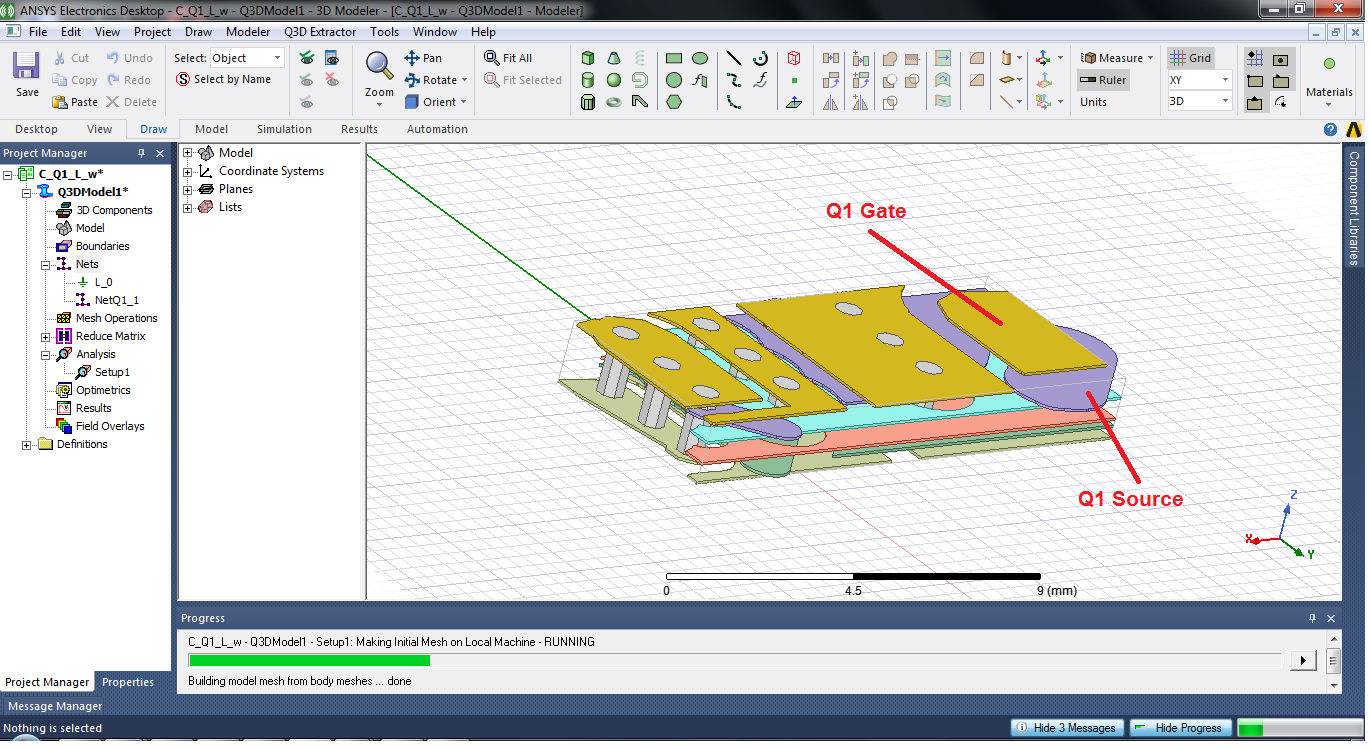 ANSYS Electronics Desktop - C_Q1_L_w - Q3DModel1 - 3D Modeler - [C_Q1_L_w - Q3DModel1 - Modeler]
File Edit View Project Draw Modeler Q3D Extractor Tools Window Help
Save
Cut
Copy
Paste
Undo
Redo
Delete
Select: Object
Select by Name
Zoom
Pan
Rotate
Orient
Fit All
Fit Selected
Measure
Ruler
Units
Grid
XY
3D
Materials
Desktop View Draw Model Simulation Results Automation
Project Manager
C_Q1_L_w*
Q3DModel1*
3D Components
Model
Boundaries
Nets
L_0
NetQ1_1
Mesh Operations
Reduce Matrix
Analysis
Setup1
Optimetrics
Results
Field Overlays
Definitions
Model
Coordinate Systems
Planes
Lists
Q1 Gate
Q1 Source
Z
X
Y
0 4.5 9 (mm)
Component Libraries
Progress
C_Q1_L_w - Q3DModel1 - Setup1: Making Initial Mesh on Local Machine - RUNNING
Building model mesh from body meshes ... done
Project Manager Properties
Message Manager
Nothing is selected
Hide 3 Messages
Hide Progress